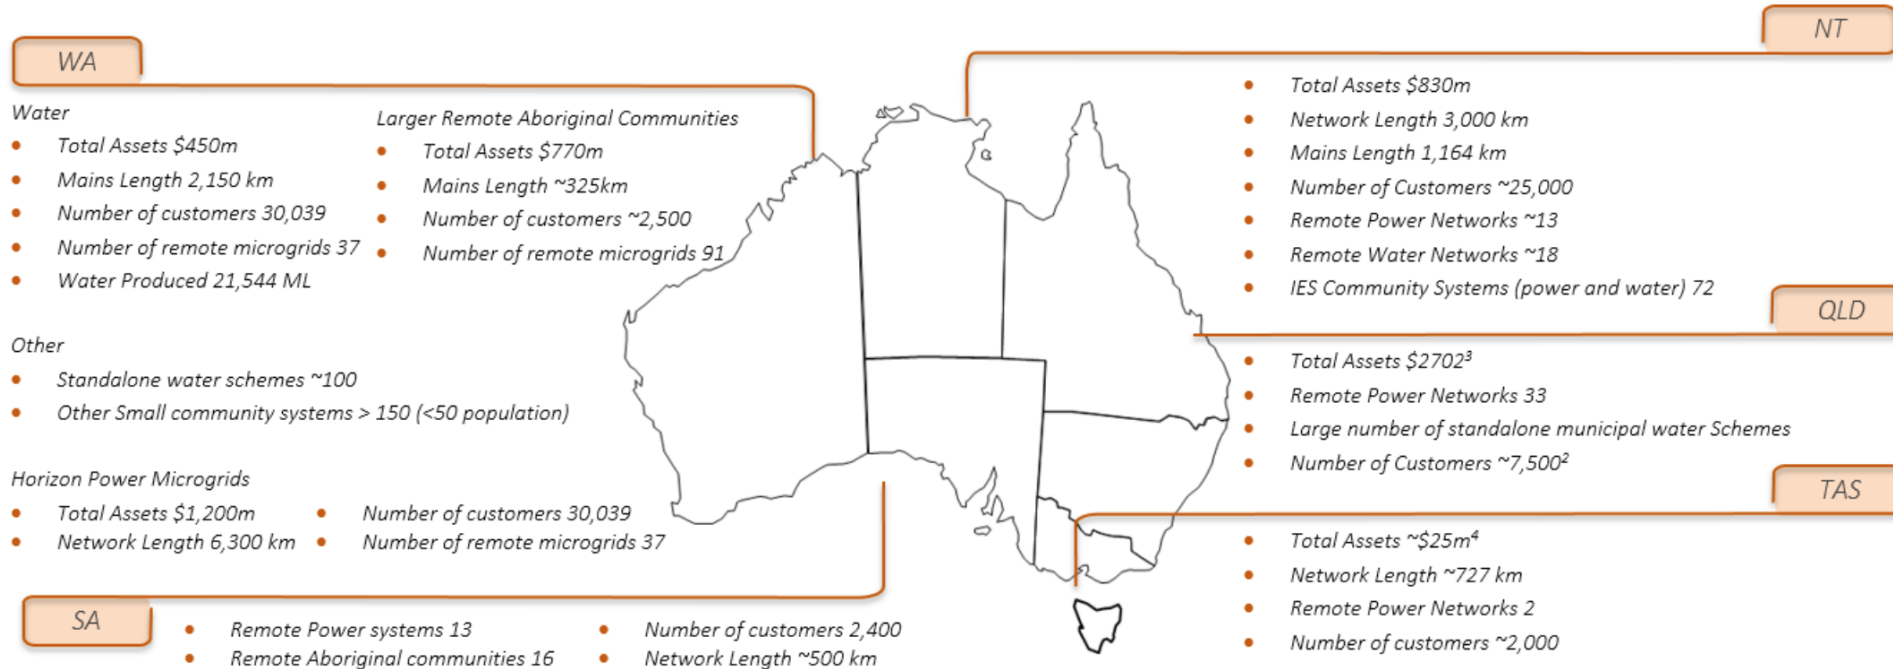 WA
Water
• Total Assets $450m
• Mains Length 2,150 km
• Number of customers 30,039
• Number of remote microgrids 37
• Water Produced 21,544 ML
Larger Remote Aboriginal Communities
• Total Assets $770m
• Mains Length ~325km
• Number of customers ~2,500
• Number of remote microgrids 91
Other
• Standalone water schemes ~100
• Other Small community systems > 150 (<50 population)
Horizon Power Microgrids
• Total Assets $1,200m
• Network Length 6,300 km
• Number of customers 30,039
• Number of remote microgrids 37
SA
• Remote Power systems 13
• Remote Aboriginal communities 16
• Number of customers 2,400
• Network Length ~500 km
NT
• Total Assets $830m
• Network Length 3,000 km
• Mains Length 1,164 km
• Number of Customers ~25,000
• Remote Power Networks ~13
• Remote Water Networks ~18
• IES Community Systems (power and water) 72
QLD
• Total Assets $2702³
• Remote Power Networks 33
• Large number of standalone municipal water Schemes
• Number of Customers ~7,500²
TAS
• Total Assets ~$25m⁴
• Network Length ~727 km
• Remote Power Networks 2
• Number of customers ~2,000